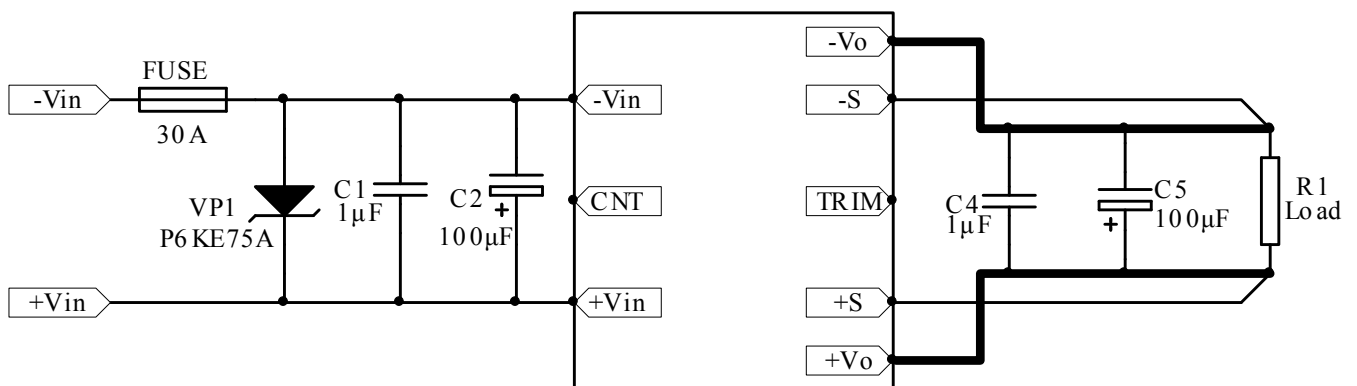 -Vo
FUSE
-Vin
-Vin
-S
30A
C1
1µF
C2
100µF
+
CNT
TRIM
C4
1µF
C5
100µF
+
R1
Load
VP1
P6KE75A
+Vin
+Vin
+S
+Vo